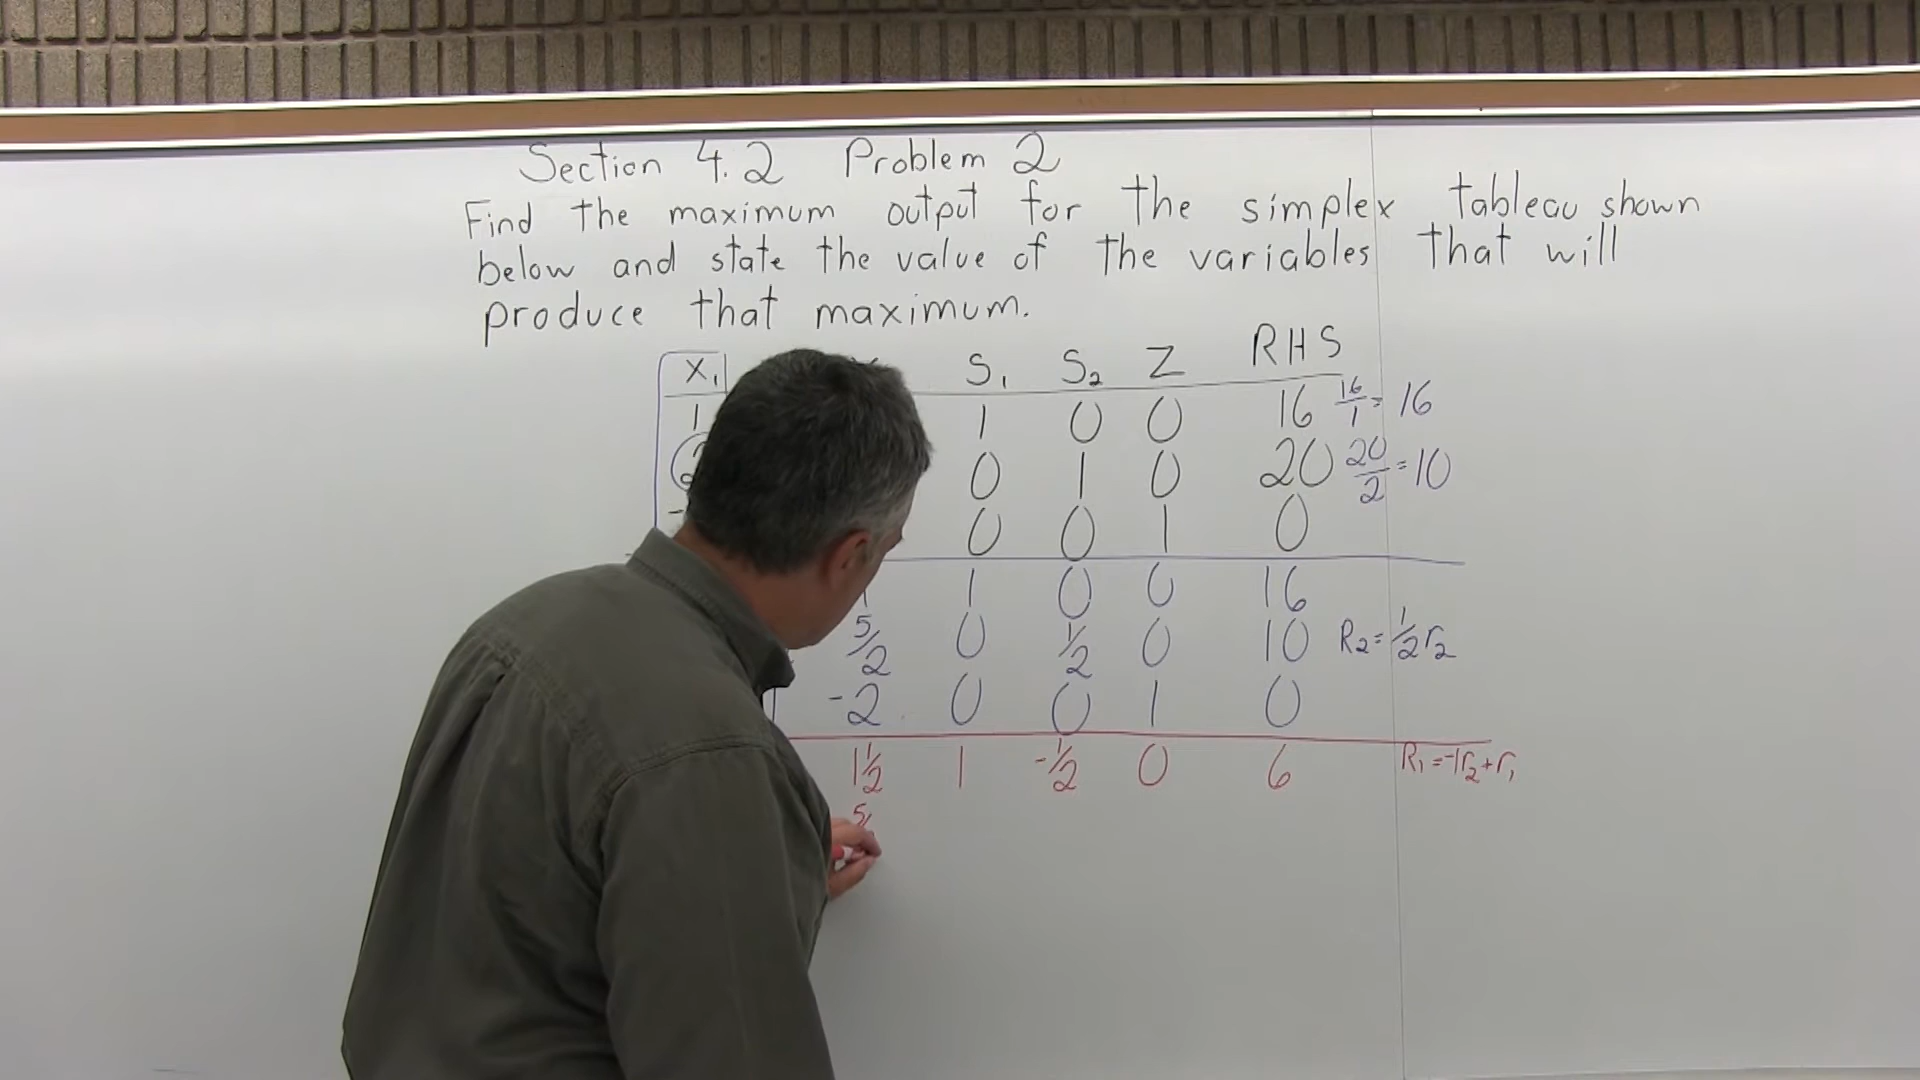 Section 4.2 Problem 2
Find the maximum output for the simplex tableau shown
below and state the value of the variables that will
produce that maximum.
X₁ S₁ S₂ Z RHS
1 1 0 0 16 16/1 = 16
0 1 0 20 20/2 = 10
- 0 0 1 0
1 0 0 16
5/2 0 1/2 0 10 R₂ = 1/2 r₂
-2 0 0 1 0
1 1/2 1 -1/2 0 6 R₁ = -1r₂ + r₁
5/